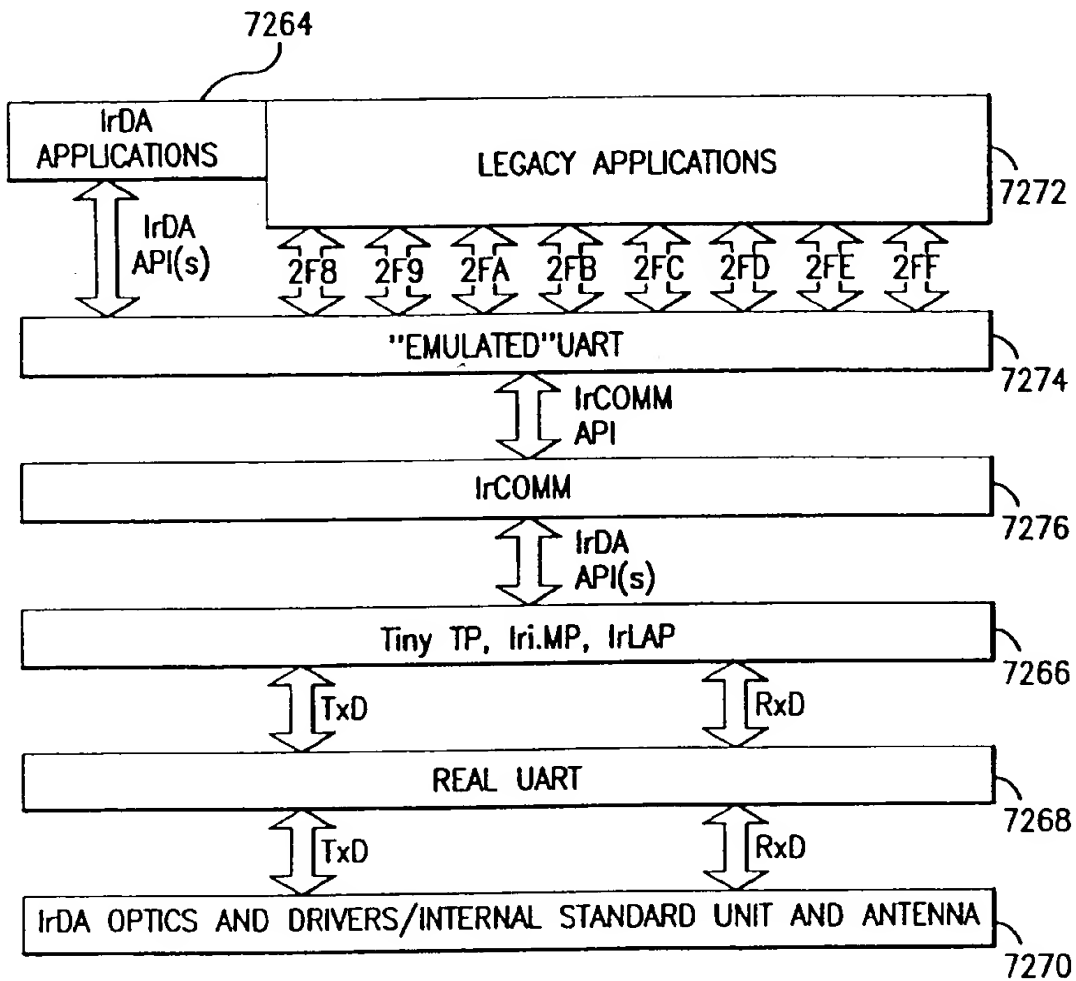 7264
IrDA
APPLICATIONS
LEGACY APPLICATIONS
7272
IrDA
API(s)
2F8 2F9 2FA 2FB 2FC 2FD 2FE 2FF
"EMULATED" UART
7274
IrCOMM
API
IrCOMM
7276
IrDA
API(s)
Tiny TP, Iri.MP, IrLAP
7266
TxD RxD
REAL UART
7268
TxD RxD
IrDA OPTICS AND DRIVERS/INTERNAL STANDARD UNIT AND ANTENNA
7270